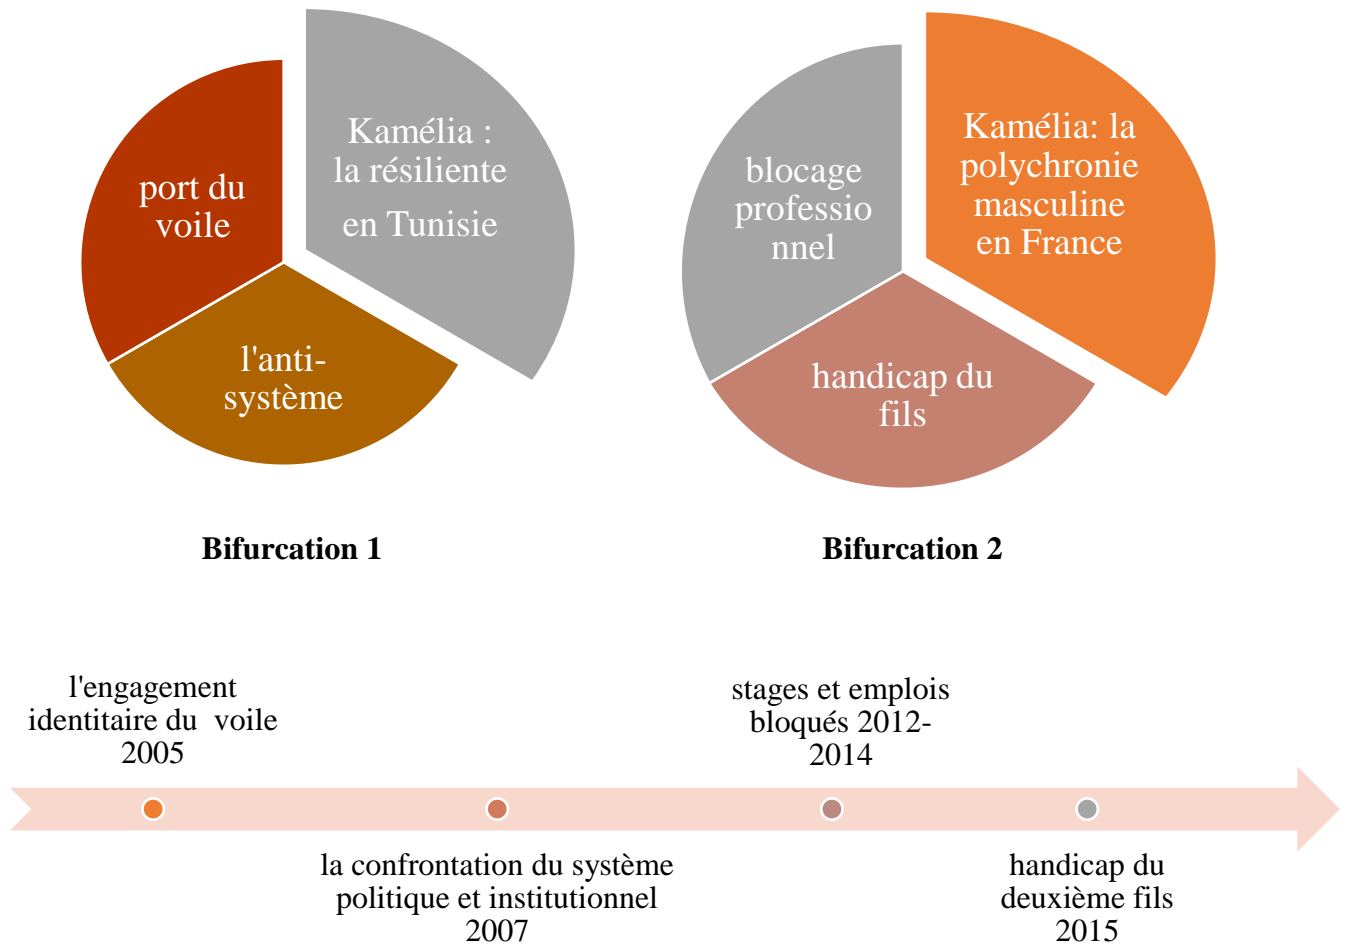 Kamélia :
la résiliente
en Tunisie
port du
voile
l'anti-
système
Kamélia: la
polychronie
masculine
en France
blocage
professio
nnel
handicap du
fils
Bifurcation 1
Bifurcation 2
l'engagement
identitaire du  voile
2005
stages et emplois
bloqués 2012-
2014
la confrontation du système
politique et institutionnel
2007
handicap du
deuxième fils
2015